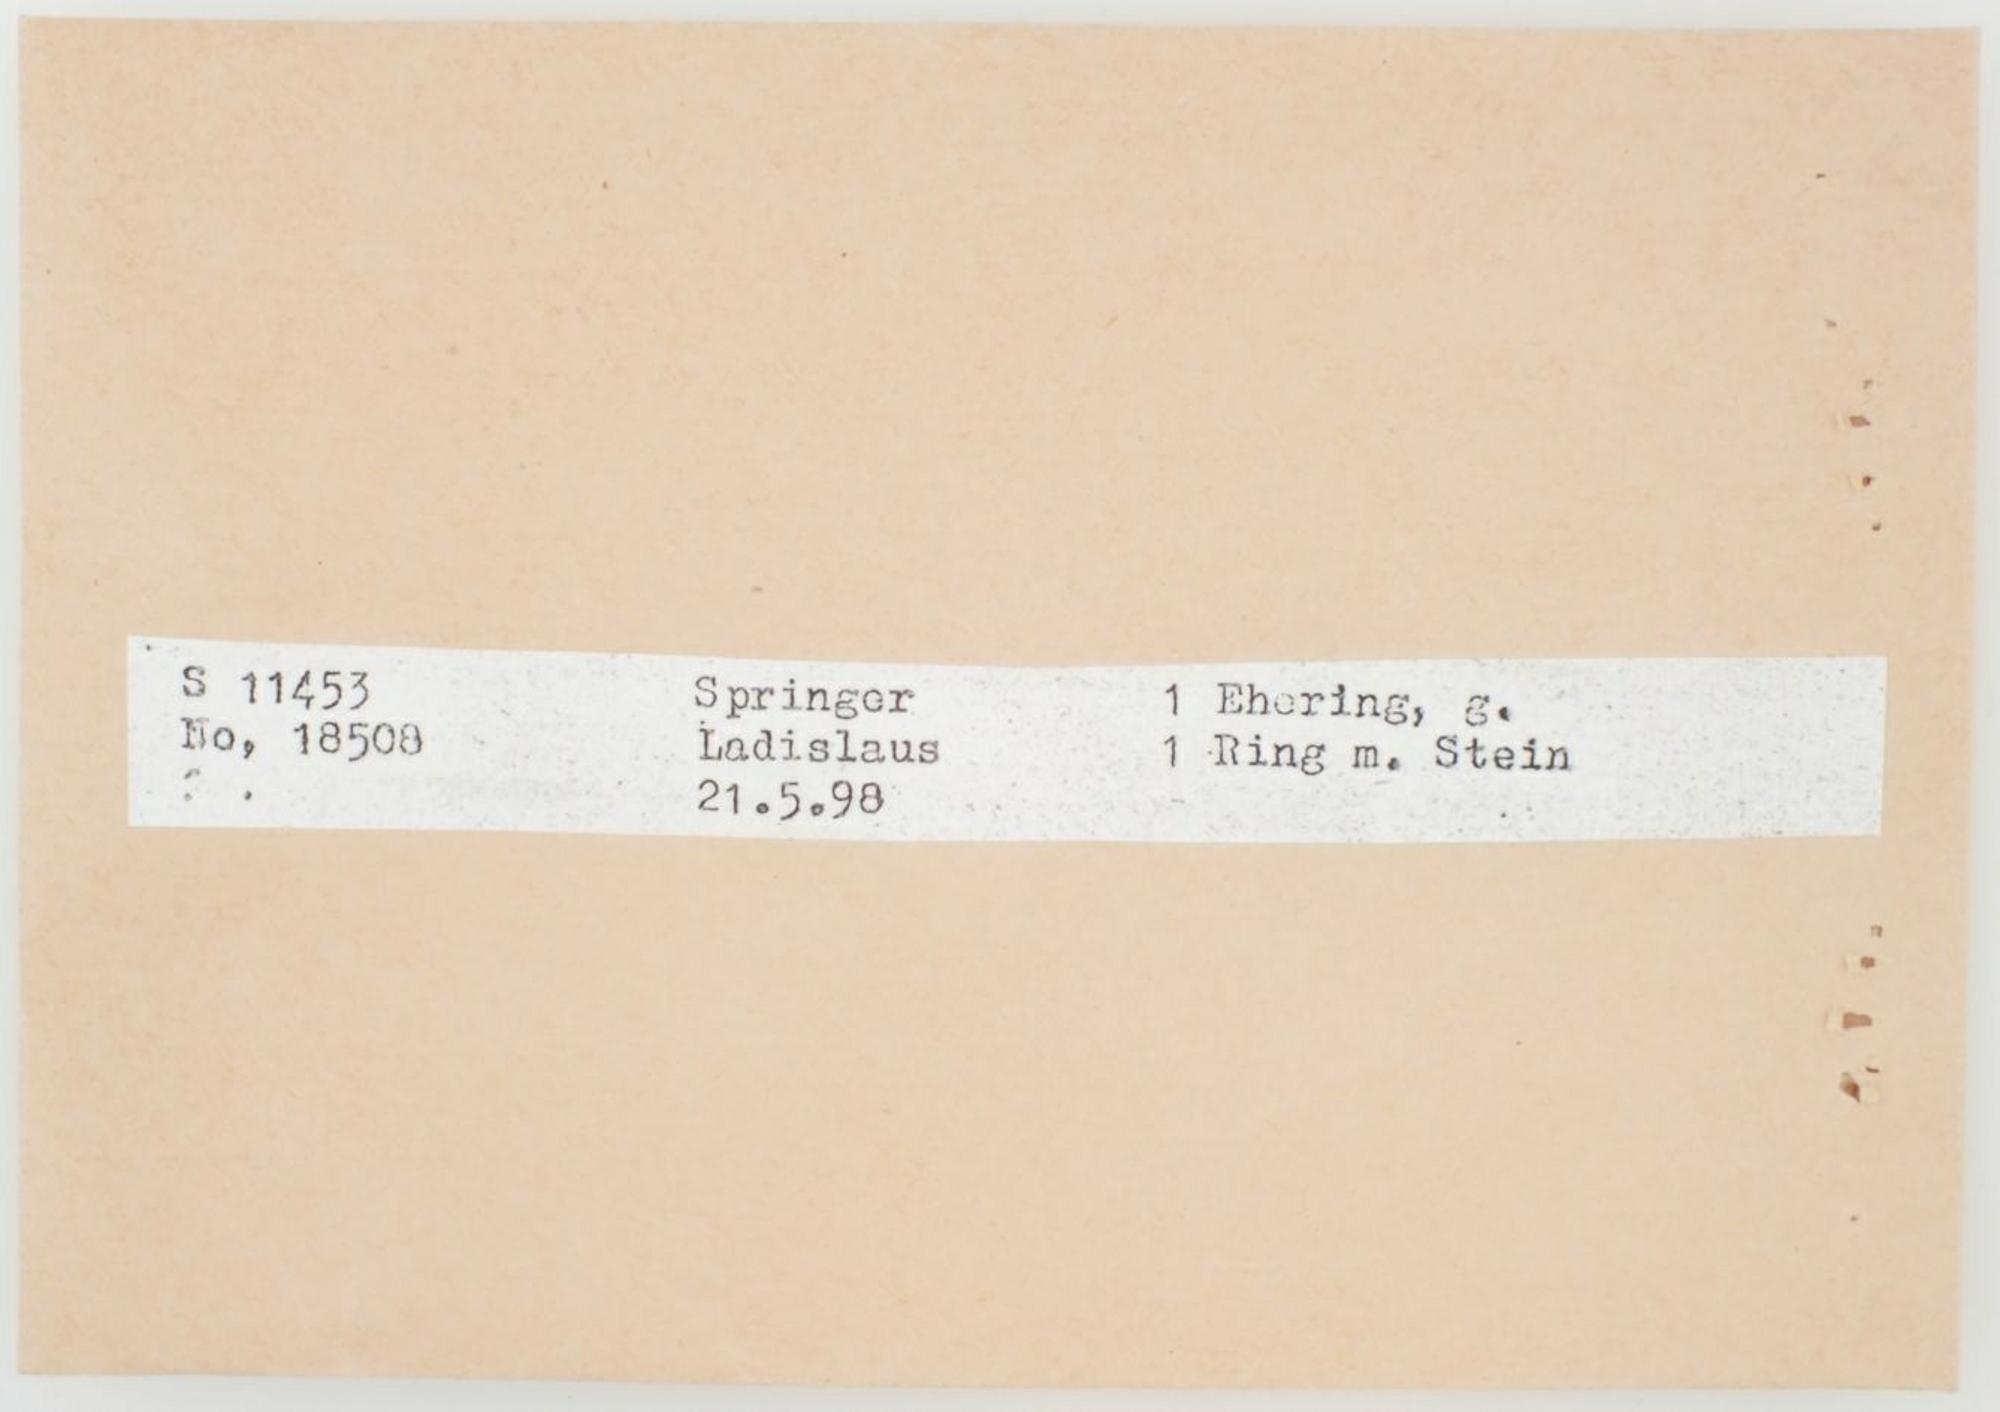 S 11453
No, 18508
Springer
Ladislaus
21.5.98
1 Ehering, g.
1 Ring m. Stein